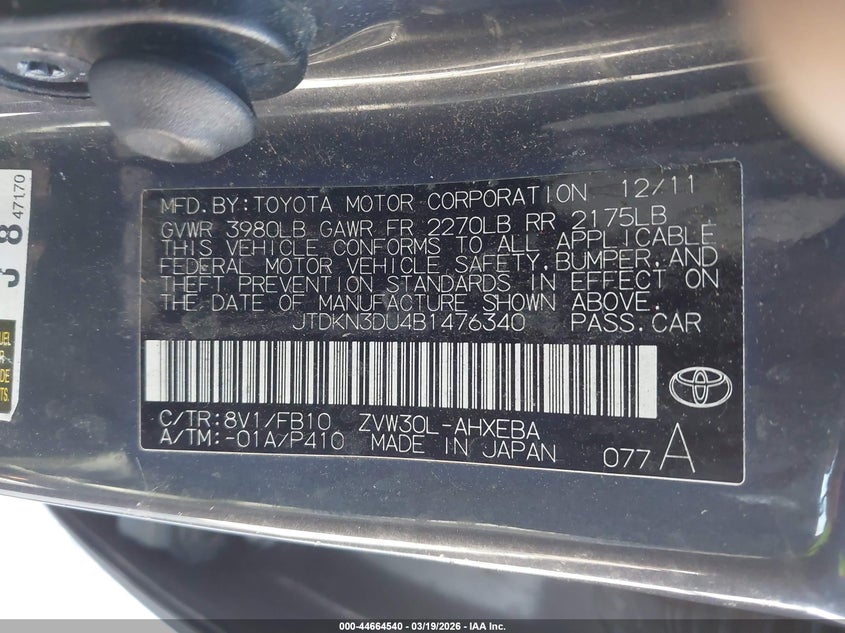 MFD.BY:TOYOTA MOTOR CORPORATION 12/11
GVWR 3980LB GAWR FR 2270LB RR 2175LB
THIS VEHICLE CONFORMS TO ALL APPLICABLE
FEDERAL MOTOR VEHICLE SAFETY,BUMPER,AND
THEFT PREVENTION STANDARDS IN EFFECT ON
THE DATE OF MANUFACTURE SHOWN ABOVE.
JTDKN3DU4B1476340 PASS.CAR
C/TR:8V1/FB10 ZVW30L-AHXEBA
A/TM:-01A/P410 MADE IN JAPAN
077 A
J 8
47170
000-44664540 - 03/19/2026 - IAA Inc.